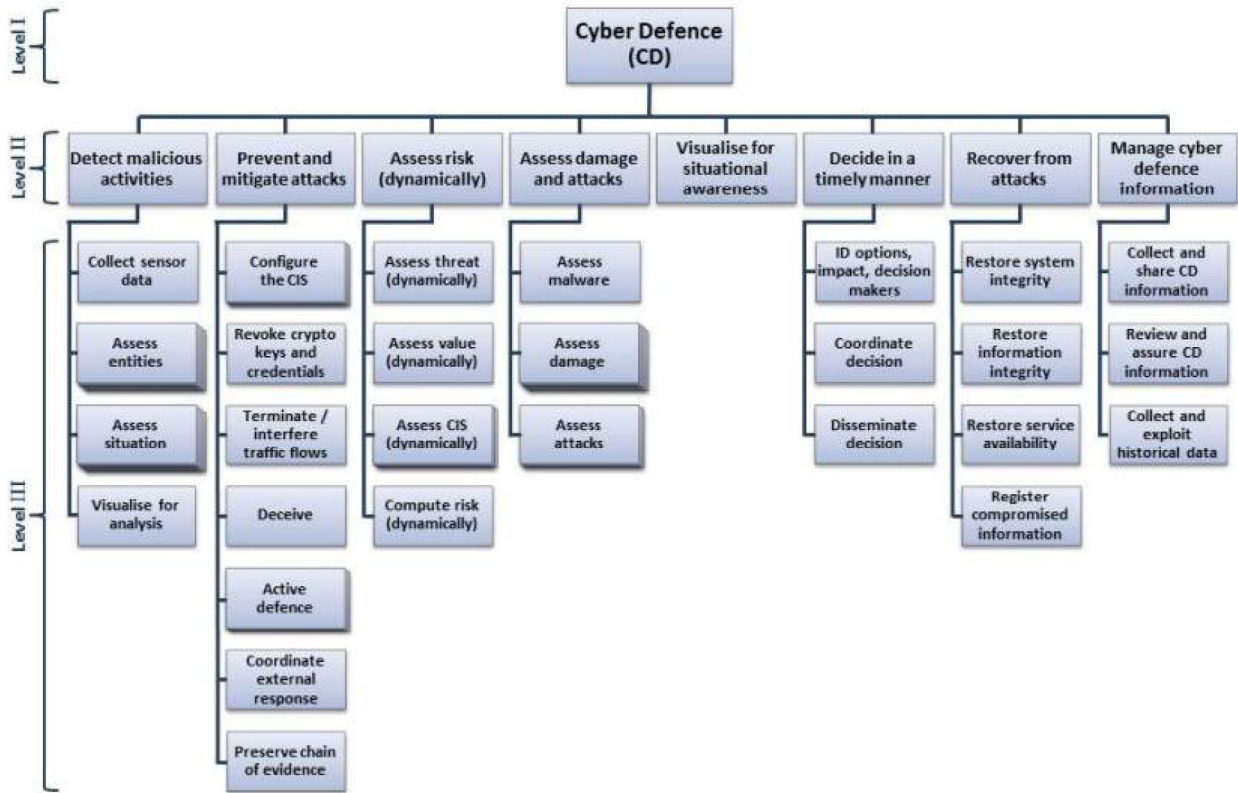 Level I
Cyber Defence
(CD)
Level II
Detect malicious
activities
Prevent and
mitigate attacks
Assess risk
(dynamically)
Assess damage
and attacks
Visualise for
situational
awareness
Decide in a
timely manner
Recover from
attacks
Manage cyber
defence
information
Level III
Collect sensor
data
Assess
entities
Assess
situation
Visualise for
analysis
Configure
the CIS
Revoke crypto
keys and
credentials
Terminate /
interfere
traffic flows
Deceive
Active
defence
Coordinate
external
response
Preserve chain
of evidence
Assess threat
(dynamically)
Assess value
(dynamically)
Assess CIS
(dynamically)
Compute risk
(dynamically)
Assess
malware
Assess
damage
Assess
attacks
ID options,
impact, decision
makers
Coordinate
decision
Disseminate
decision
Restore system
integrity
Restore
information
integrity
Restore service
availability
Register
compromised
information
Collect and
share CD
information
Review and
assure CD
information
Collect and
exploit
historical data